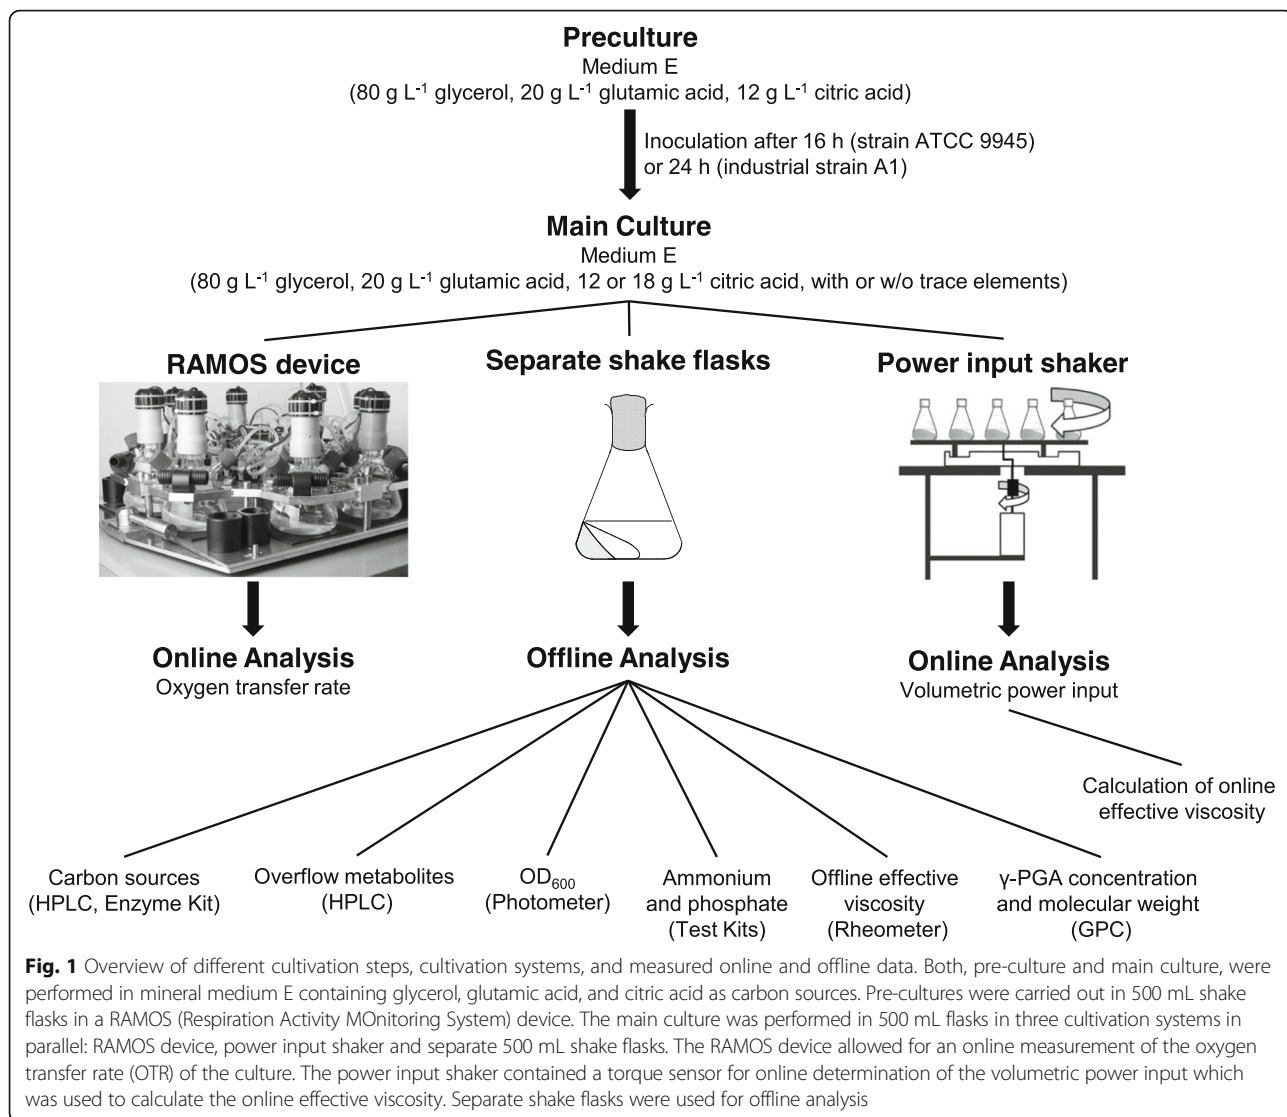 Preculture
Medium E
(80 g L⁻¹ glycerol, 20 g L⁻¹ glutamic acid, 12 g L⁻¹ citric acid)
Inoculation after 16 h (strain ATCC 9945)
or 24 h (industrial strain A1)
Main Culture
Medium E
(80 g L⁻¹ glycerol, 20 g L⁻¹ glutamic acid, 12 or 18 g L⁻¹ citric acid, with or w/o trace elements)
RAMOS device
Separate shake flasks
Power input shaker
Online Analysis
Oxygen transfer rate
Offline Analysis
Online Analysis
Volumetric power input
Calculation of online
effective viscosity
Carbon sources
(HPLC, Enzyme Kit)
Overflow metabolites
(HPLC)
OD₆₀₀
(Photometer)
Ammonium
and phosphate
(Test Kits)
Offline effective
viscosity
(Rheometer)
γ-PGA concentration
and molecular weight
(GPC)
Fig. 1 Overview of different cultivation steps, cultivation systems, and measured online and offline data. Both, pre-culture and main culture, were
performed in mineral medium E containing glycerol, glutamic acid, and citric acid as carbon sources. Pre-cultures were carried out in 500 mL shake
flasks in a RAMOS (Respiration Activity MOnitoring System) device. The main culture was performed in 500 mL flasks in three cultivation systems in
parallel: RAMOS device, power input shaker and separate 500 mL shake flasks. The RAMOS device allowed for an online measurement of the oxygen
transfer rate (OTR) of the culture. The power input shaker contained a torque sensor for online determination of the volumetric power input which
was used to calculate the online effective viscosity. Separate shake flasks were used for offline analysis